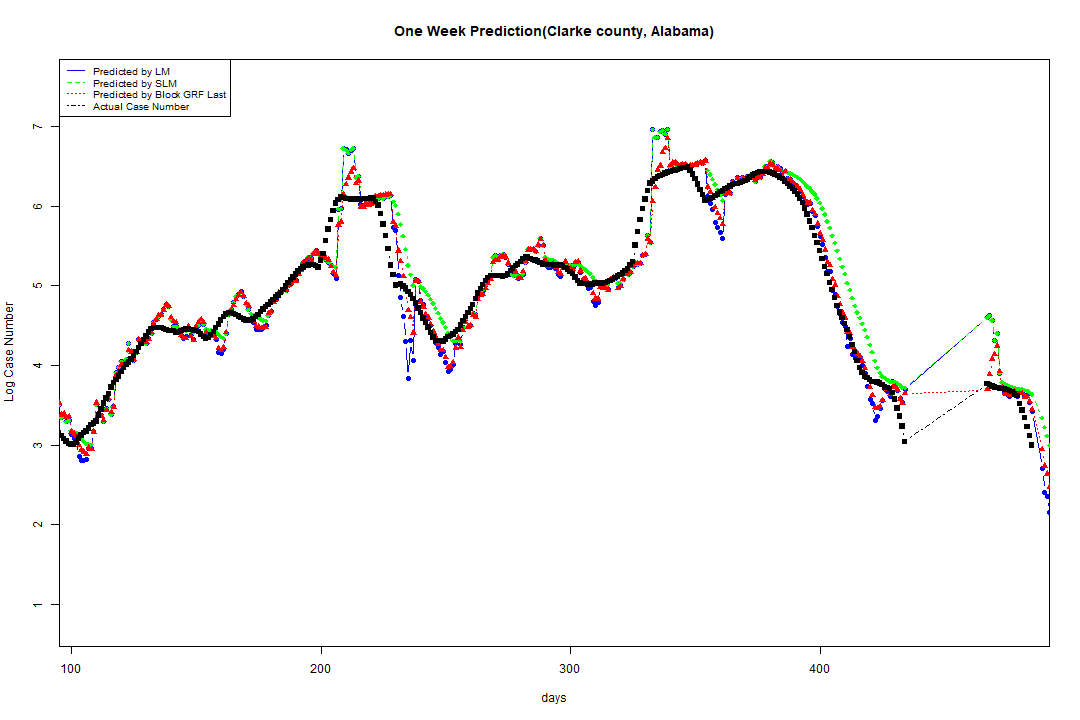 One Week Prediction(Clarke county, Alabama)
Predicted by LM
Predicted by SLM
Predicted by Block GRF Last
Actual Case Number
7
6
5
4
3
2
1
Log Case Number
100 200 300 400
days